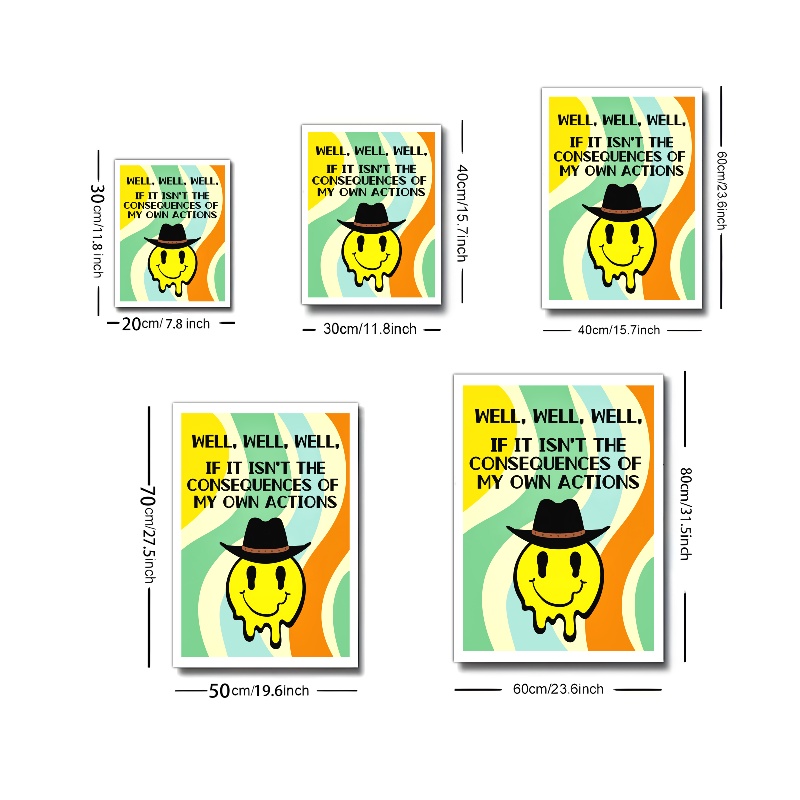 WELL, WELL, WELL,
IF IT ISN'T THE
CONSEQUENCES OF
MY OWN ACTIONS
30cm/11.8 inch
20cm/7.8 inch
WELL, WELL, WELL,
IF IT ISN'T THE
CONSEQUENCES OF
MY OWN ACTIONS
40cm/15.7inch
30cm/11.8inch
WELL, WELL, WELL,
IF IT ISN'T THE
CONSEQUENCES OF
MY OWN ACTIONS
60cm/23.6inch
40cm/15.7inch
WELL, WELL, WELL,
IF IT ISN'T THE
CONSEQUENCES OF
MY OWN ACTIONS
70cm/27.5inch
50cm/19.6inch
WELL, WELL, WELL,
IF IT ISN'T THE
CONSEQUENCES OF
MY OWN ACTIONS
80cm/31.5inch
60cm/23.6inch